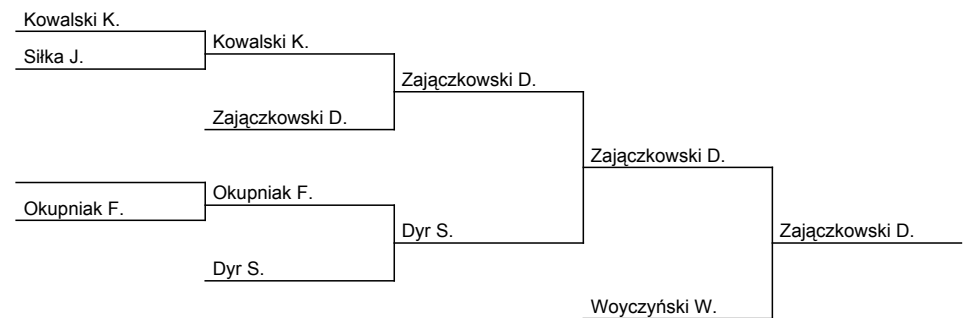 Kowalski K.
Siłka J.
Kowalski K.
Zajączkowski D.
Zajączkowski D.
Zajączkowski D.
Okupniak F.
Okupniak F.
Dyr S.
Dyr S.
Zajączkowski D.
Woyczyński W.